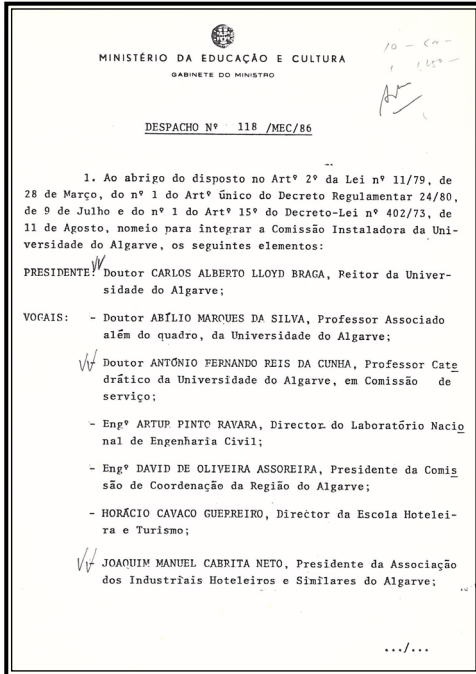 MINISTÉRIO DA EDUCAÇÃO E CULTURA
GABINETE DO MINISTRO
DESPACHO Nº 118 /MEC/86
1. Ao abrigo do disposto no Artº 2º da Lei nº 11/79, de
28 de Março, do nº 1 do Artº único do Decreto Regulamentar 24/80,
de 9 de Julho e do nº 1 do Artº 15º do Decreto-Lei nº 402/73, de
11 de Agosto, nomeio para integrar a Comissão Instaladora da Uni-
versidade do Algarve, os seguintes elementos:
PRESIDENTE: Doutor CARLOS ALBERTO LLOYD BRAGA, Reitor da Univer-
sidade do Algarve;
VOGAIS: - Doutor ABÍLIO MARQUES DA SILVA, Professor Associado
além do quadro, da Universidade do Algarve;
- Doutor ANTÓNIO FERNANDO REIS DA CUNHA, Professor Cate
drático da Universidade do Algarve, em Comissão de
serviço;
- Engº ARTUR PINTO RAVARA, Director do Laboratório Nacio
nal de Engenharia Civil;
- Engº DAVID DE OLIVEIRA ASSOREIRA, Presidente da Comis
são de Coordenação da Região do Algarve;
- HORÁCIO CAVACO GUERREIRO, Director da Escola Hotelei-
ra e Turismo;
- JOAQUIM MANUEL CABRITA NETO, Presidente da Associação
dos Industriais Hoteleiros e Similares do Algarve;
.../...